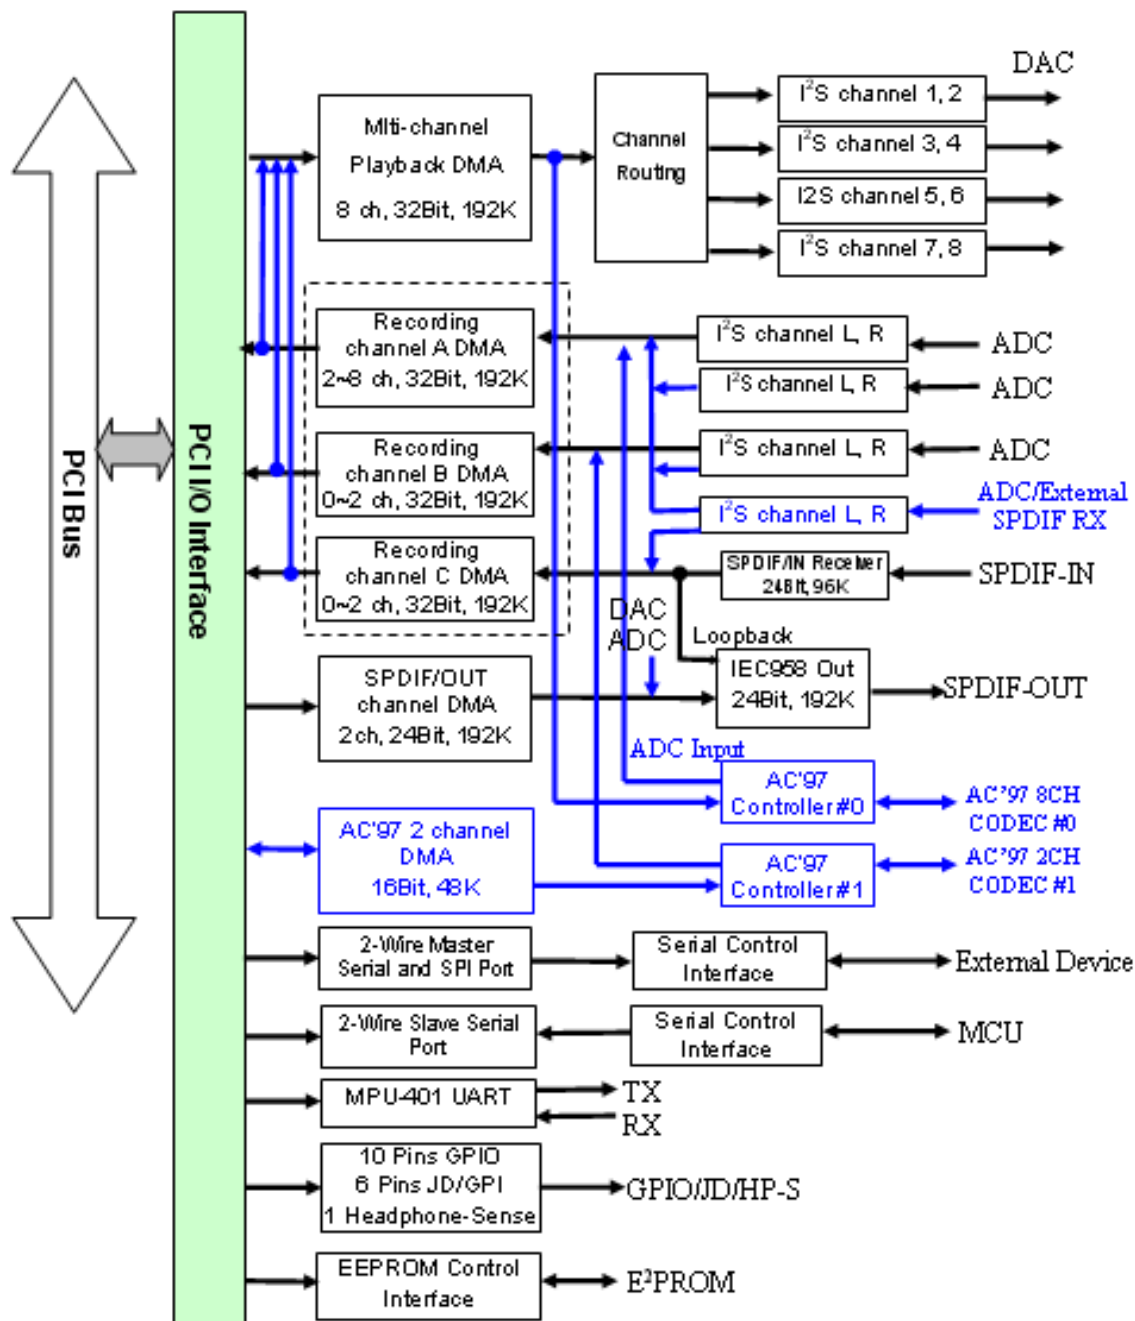 PCI Bus
PCI I/O Interface
Mlti-channel
Playback DMA
8 ch, 32Bit, 192K
Channel
Routing
DAC
I²S channel 1, 2
I²S channel 3, 4
I2S channel 5, 6
I²S channel 7, 8
Recording
channel A DMA
2~8 ch, 32Bit, 192K
I²S channel L, R
ADC
I²S channel L, R
ADC
Recording
channel B DMA
0~2 ch, 32Bit, 192K
I²S channel L, R
ADC
I²S channel L, R
ADC/External
SPDIF RX
Recording
channel C DMA
0~2 ch, 32Bit, 192K
SPDIF/IN Receiver
24Bit, 96K
SPDIF-IN
DAC
ADC
Loopback
SPDIF/OUT
channel DMA
2ch, 24Bit, 192K
IEC958 Out
24Bit, 192K
SPDIF-OUT
ADC Input
AC'97
Controller#0
AC'97 8CH
CODEC #0
AC'97 2 channel
DMA
16Bit, 48K
AC'97
Controller#1
AC'97 2CH
CODEC #1
2-Wire Master
Serial and SPI Port
Serial Control
Interface
External Device
2-Wire Slave Serial
Port
Serial Control
Interface
MCU
MPU-401 UART
TX
RX
10 Pins GPIO
6 Pins JD/GPI
1 Headphone-Sense
GPIO/JD/HP-S
EEPROM Control
Interface
E²PROM